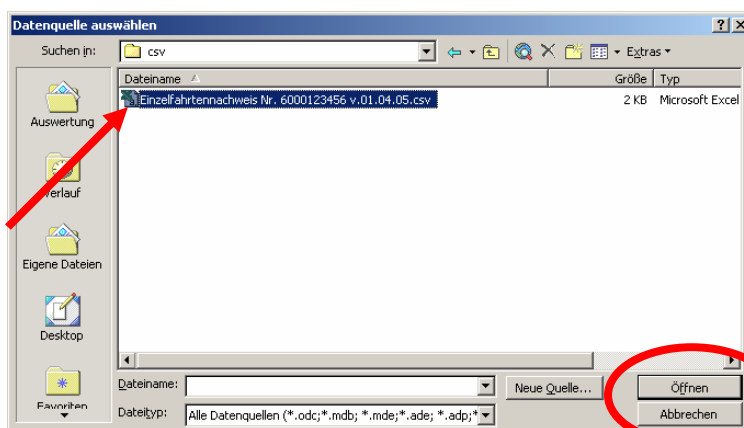 Datenquelle auswählen
Suchen in: csv Extras
Dateiname Größe Typ
Einzelfahrtennachweis Nr. 6000123456 v.01.04.05.csv 2 KB Microsoft Excel
Auswertung
Verlauf
Eigene Dateien
Desktop
Favoriten
Dateiname: Neue Quelle... Öffnen
Dateityp: Alle Datenquellen (*.odc;*.mdb; *.mde;*.ade; *.adp;* Abbrechen